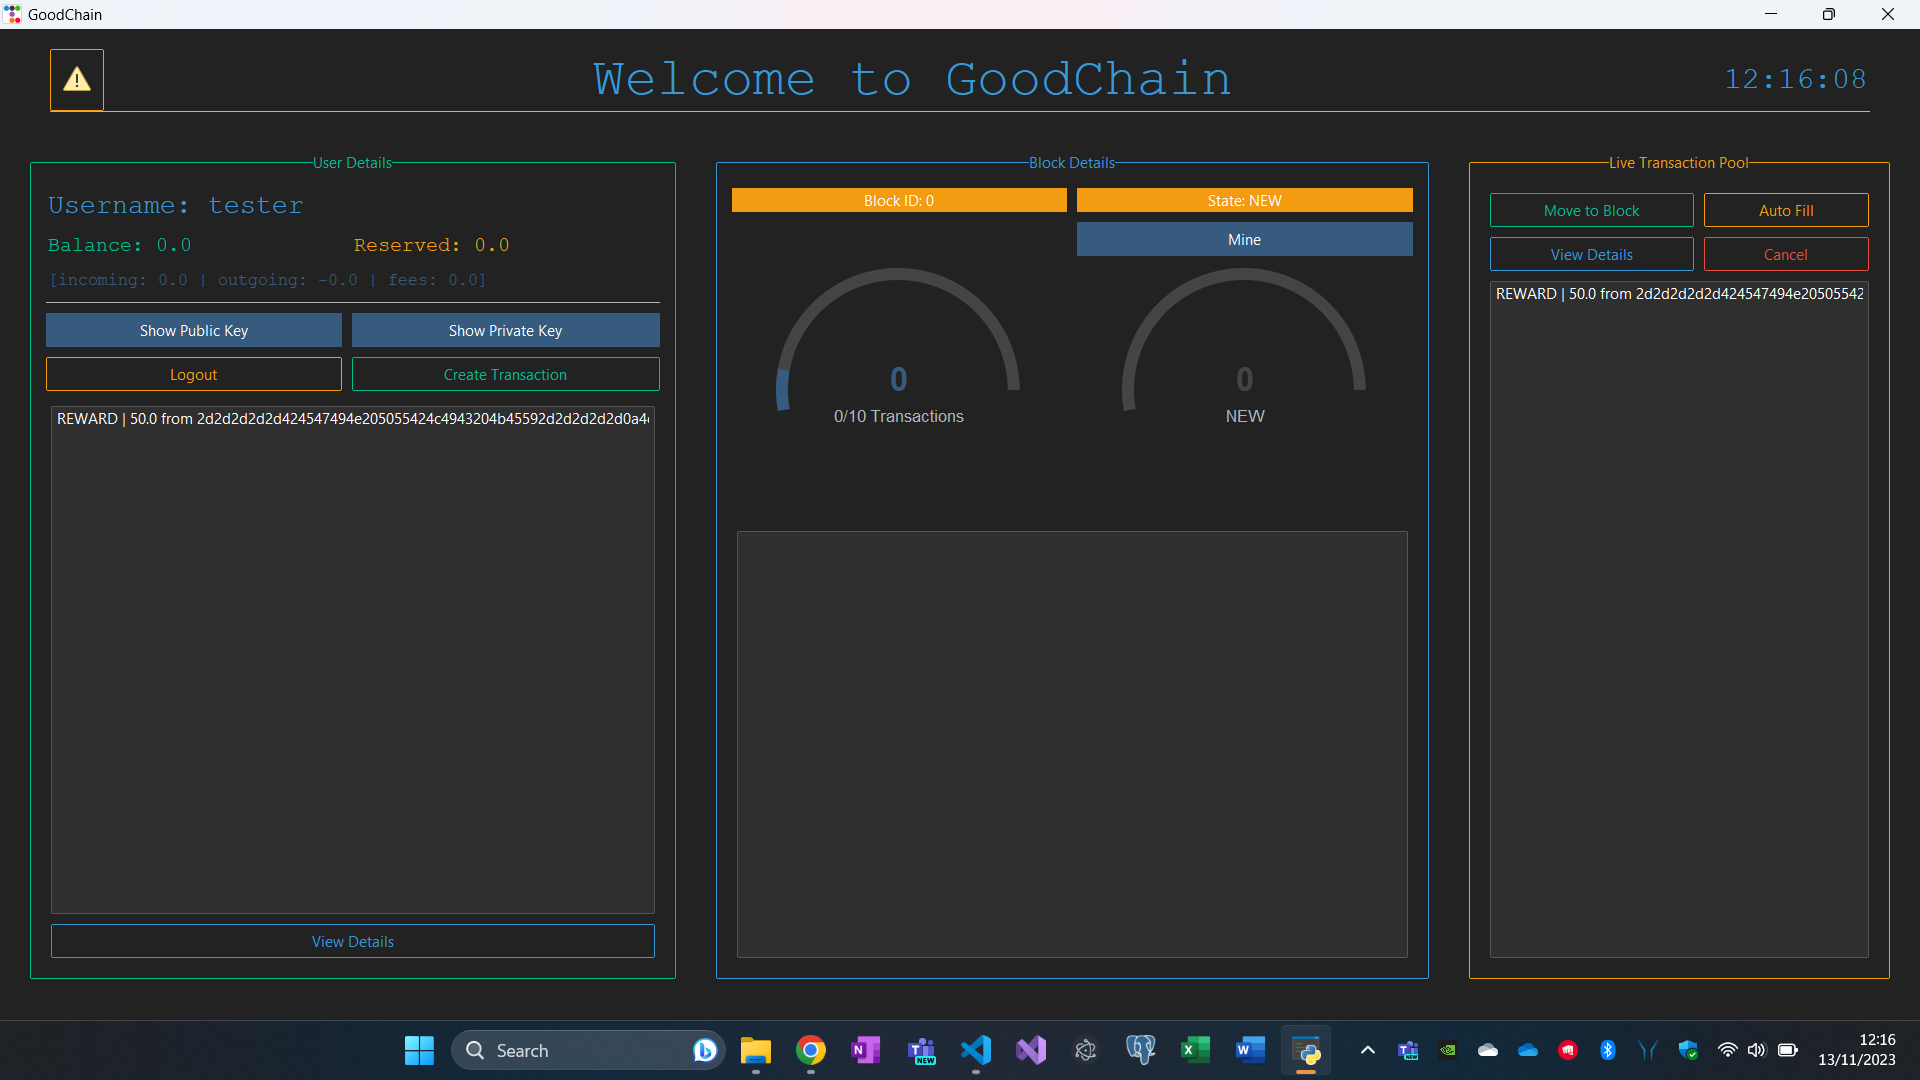 GoodChain
Welcome to GoodChain
12:16:08
User Details
Username: tester
Balance: 0.0
Reserved: 0.0
[incoming: 0.0 | outgoing: -0.0 | fees: 0.0]
Show Public Key
Show Private Key
Logout
Create Transaction
REWARD | 50.0 from 2d2d2d2d2d424547494e205055424c4943204b45592d2d2d2d2d0a4
View Details
Block Details
Block ID: 0
State: NEW
Mine
0
0/10 Transactions
0
NEW
Live Transaction Pool
Move to Block
Auto Fill
View Details
Cancel
REWARD | 50.0 from 2d2d2d2d2d424547494e20505542
Search
NEW
12:16
13/11/2023